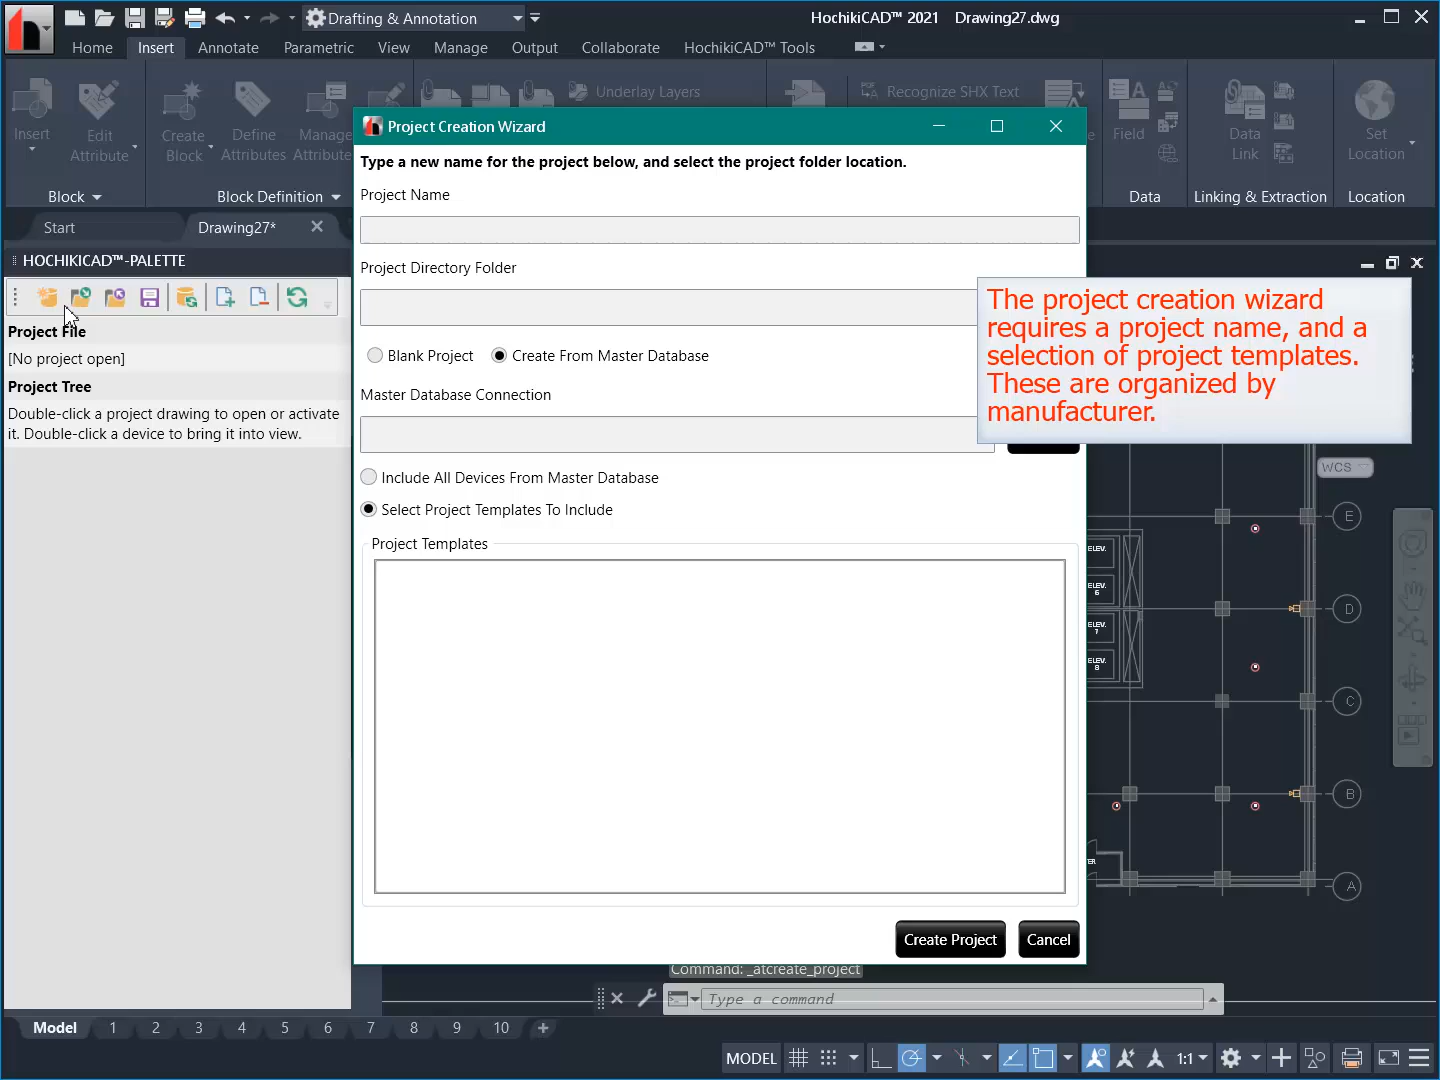 Drafting & Annotation
HochikiCAD™ 2021 Drawing27.dwg
Home Insert Annotate Parametric View Manage Output Collaborate HochikiCAD™ Tools
Underlay Layers
Recognize SHX Text
Insert
Edit
Attribute
Create
Block
Define
Attributes
Manage
Attribute
Field
Data
Link
Set
Location
Block
Block Definition
Data
Linking & Extraction
Location
Start
Drawing27*
HOCHIKICAD™-PALETTE
Project File
[No project open]
Project Tree
Double-click a project drawing to open or activate
it. Double-click a device to bring it into view.
Project Creation Wizard
Type a new name for the project below, and select the project folder location.
Project Name
Project Directory Folder
Blank Project
Create From Master Database
Master Database Connection
Include All Devices From Master Database
Select Project Templates To Include
Project Templates
Create Project
Cancel
The project creation wizard
requires a project name, and a
selection of project templates.
These are organized by
manufacturer.
WCS
E
ELEV.
ELEV.
6
D
ELEV.
7
ELEV.
8
C
B
A
Command: _atcreate_project
Type a command
Model 1 2 3 4 5 6 7 8 9 10
MODEL
1:1